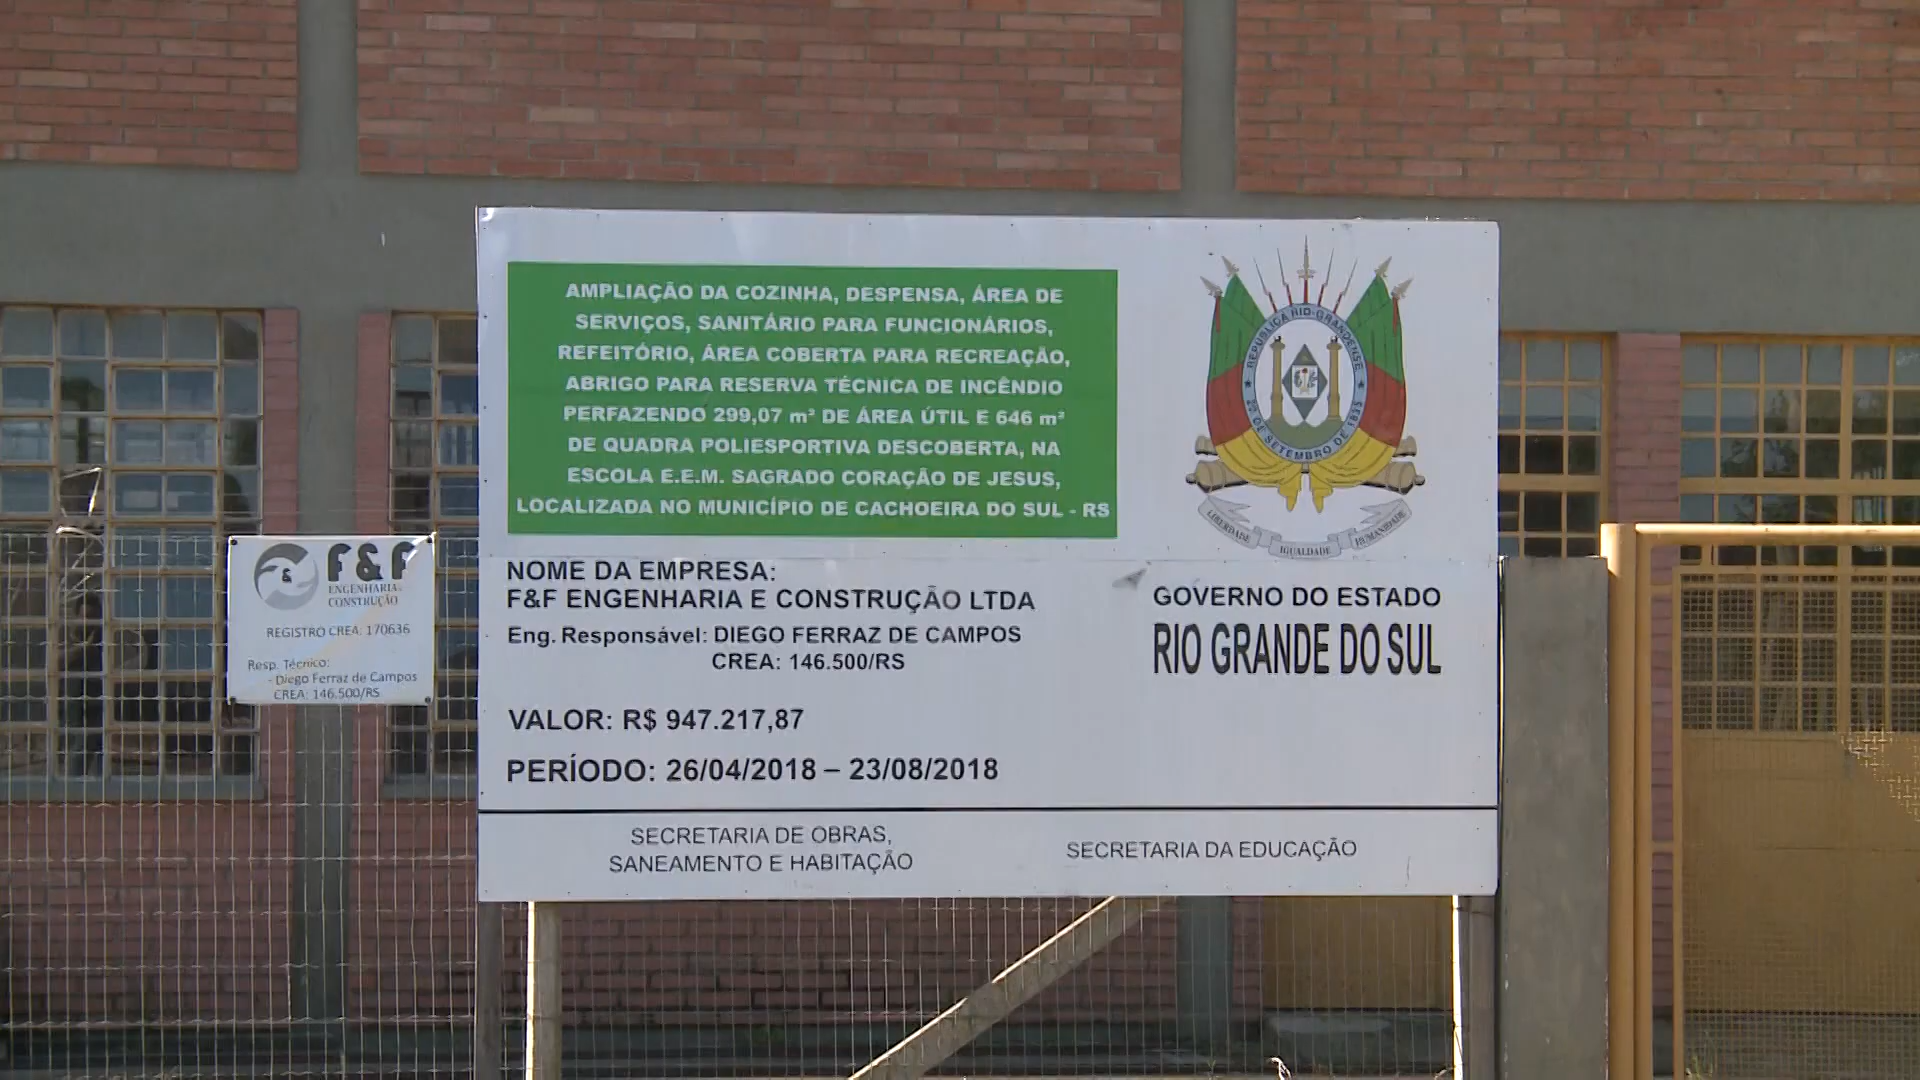 AMPLIAÇÃO DA COZINHA, DESPENSA, ÁREA DE
SERVIÇOS, SANITÁRIO PARA FUNCIONÁRIOS,
REFEITÓRIO, ÁREA COBERTA PARA RECREAÇÃO,
ABRIGO PARA RESERVA TÉCNICA DE INCÊNDIO
PERFAZENDO 299,07 m² DE ÁREA ÚTIL E 646 m²
DE QUADRA POLIESPORTIVA DESCOBERTA, NA
ESCOLA E.E.M. SAGRADO CORAÇÃO DE JESUS,
LOCALIZADA NO MUNICÍPIO DE CACHOEIRA DO SUL - RS
REPÚBLICA RIO-GRANDENSE
20 DE SETEMBRO DE 1835
LIBERDADE
IGUALDADE
HUMANIDADE
NOME DA EMPRESA:
F&F ENGENHARIA E CONSTRUÇÃO LTDA
Eng. Responsável: DIEGO FERRAZ DE CAMPOS
CREA: 146.500/RS
VALOR: R$ 947.217,87
PERÍODO: 26/04/2018 – 23/08/2018
GOVERNO DO ESTADO
RIO GRANDE DO SUL
SECRETARIA DE OBRAS,
SANEAMENTO E HABITAÇÃO
SECRETARIA DA EDUCAÇÃO
&
F&F
ENGENHARIA E
CONSTRUÇÃO
REGISTRO CREA: 170636
Resp. Técnico:
- Diego Ferraz de Campos
CREA: 146.500/RS